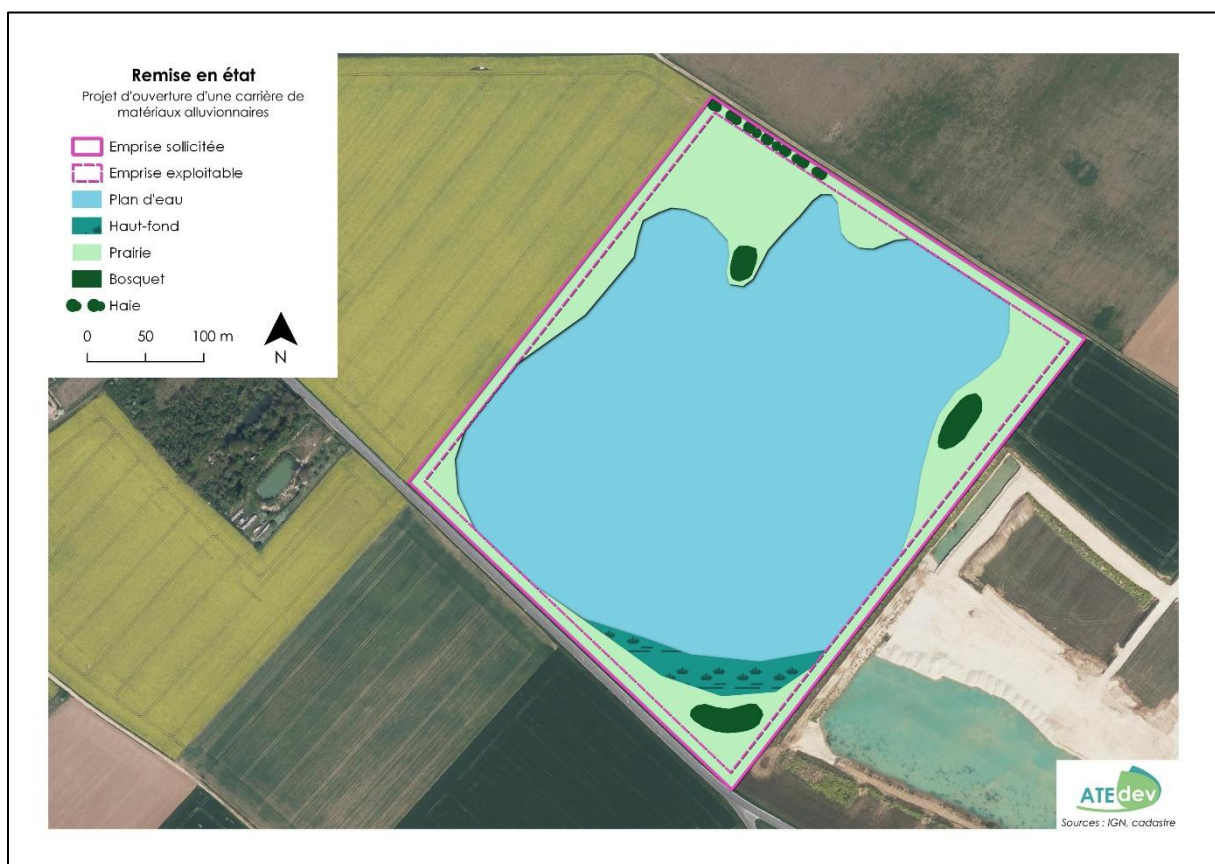 Remise en état
Projet d'ouverture d'une carrière de
matériaux alluvionnaires
Emprise sollicitée
Emprise exploitable
Plan d'eau
Haut-fond
Prairie
Bosquet
Haie
0 50 100 m
N
ATEdev
Sources : IGN, cadastre